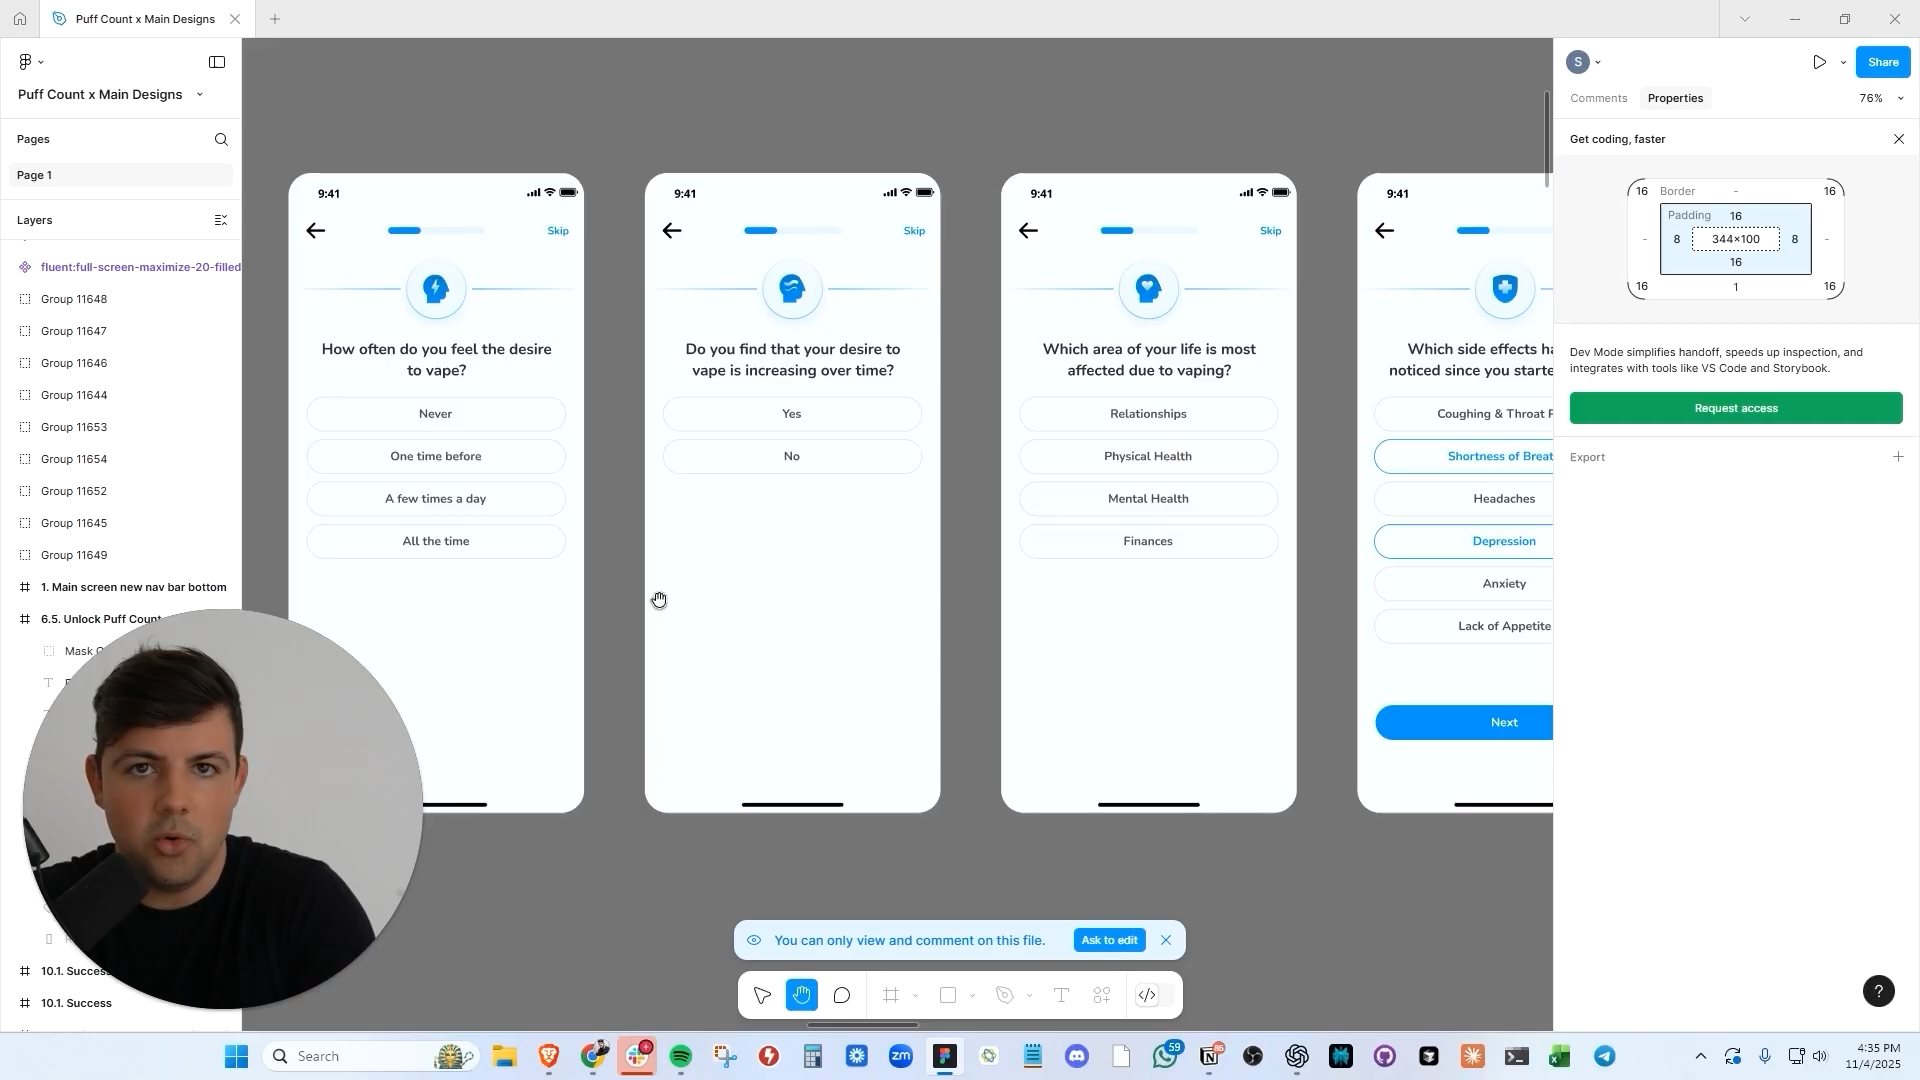 Puff Count x Main Designs
Puff Count x Main Designs
Pages
Page 1
Layers
fluent:full-screen-maximize-20-filled
Group 11648
Group 11647
Group 11646
Group 11644
Group 11653
Group 11654
Group 11652
Group 11645
Group 11649
1. Main screen new nav bar bottom
6.5. Unlock Puff Count
Mask
10.1. Success
10.1. Success
9:41
Skip
How often do you feel the desire
to vape?
Never
One time before
A few times a day
All the time
9:41
Skip
Do you find that your desire to
vape is increasing over time?
Yes
No
9:41
Skip
Which area of your life is most
affected due to vaping?
Relationships
Physical Health
Mental Health
Finances
9:41
Which side effects
noticed since you
Coughing & Throat
Shortness of
Headaches
Depression
Anxiety
Lack of Appetite
Next
You can only view and comment on this file.
Ask to edit
S
Share
Comments
Properties
76%
Get coding, faster
16 Border - 16
Padding 16
- 8 344×100 8 -
16
16 1 16
Dev Mode simplifies handoff, speeds up inspection, and
integrates with tools like VS Code and Storybook.
Request access
Export
?
Search
zm
59
4:35 PM
11/4/2025